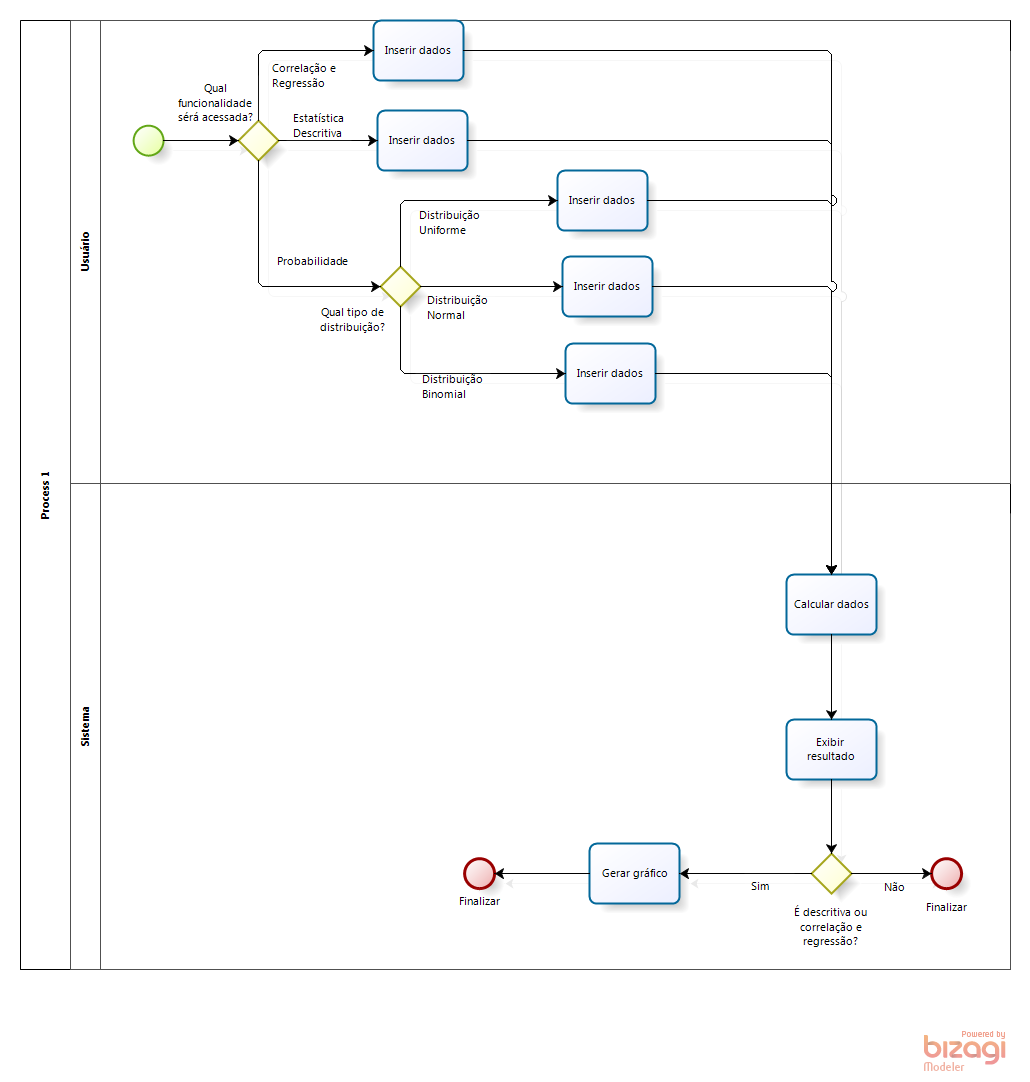 Process 1
Usuário
Qual
funcionalidade
sérá acessada?
Correlação e
Regressão
Inserir dados
Estatística
Descritiva
Inserir dados
Probabilidade
Qual tipo de
distribuição?
Distribuição
Uniforme
Inserir dados
Distribuição
Normal
Inserir dados
Distribuição
Binomial
Inserir dados
Sistema
Calcular dados
Exibir
resultado
É descritiva ou
correlação e
regressão?
Sim
Gerar gráfico
Finalizar
Não
Finalizar
Powered by
bizagi
Modeler